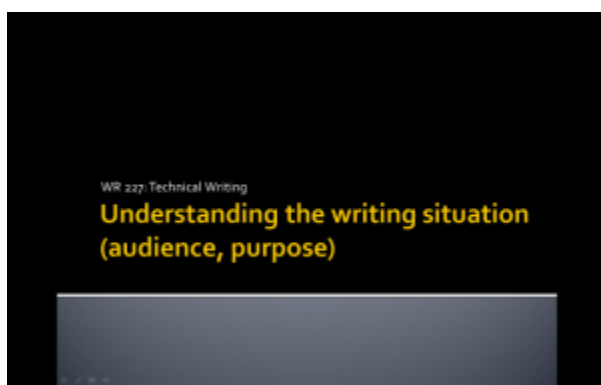 WR 227: Technical Writing
Understanding the writing situation
(audience, purpose)